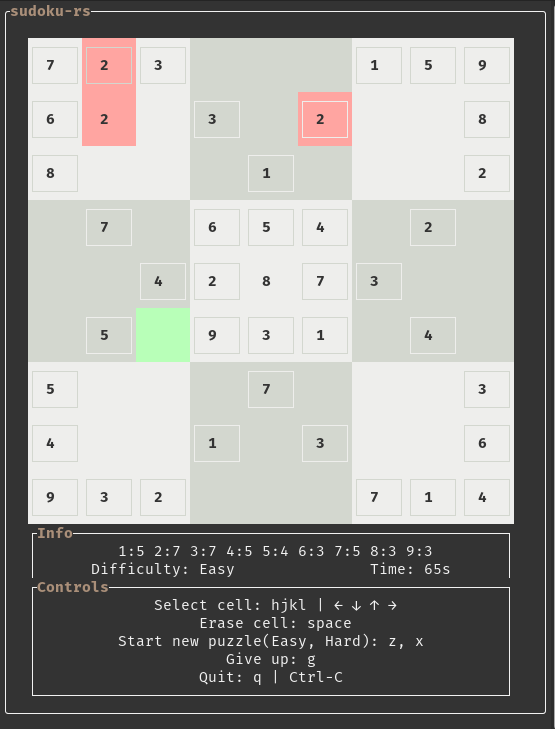 sudoku-rs
7 2 3 1 5 9
6 2 3 2 8
8 1 2
7 6 5 4 2
4 2 8 7 3
5 9 3 1 4
5 7 3
4 1 3 6
9 3 2 7 1 4
Info
1:5 2:7 3:7 4:5 5:4 6:3 7:5 8:3 9:3
Difficulty: Easy Time: 65s
Controls
Select cell: hjkl | ← ↓ ↑ →
Erase cell: space
Start new puzzle(Easy, Hard): z, x
Give up: g
Quit: q | Ctrl-C